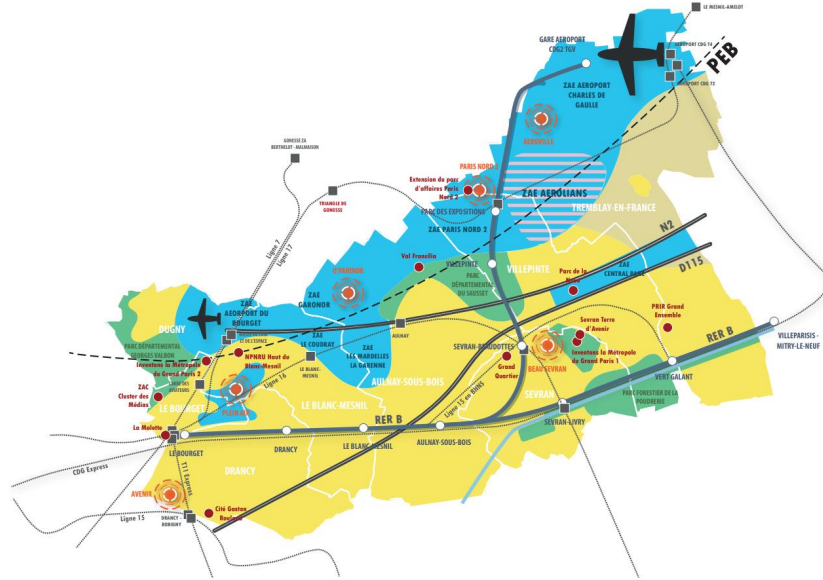 LE MESNIL-AMELOT
GARE AEROPORT
CDG2 TGV
AEROPORT CDG T4
PEB
AEROPORT CDG T2
ZAE AEROPORT
CHARLES DE
GAULLE
AEROVILLE
GONESSE ZA
BERTHELOT - MALMAISON
TRIANGLE DE
GONESSE
PARIS NORD 2
Extension du parc
d'affaires Paris
Nord 2
ZAE AEROLIANS
PARC DES EXPOSITIONS
TREMBLAY-EN-FRANCE
ZAE PARIS NORD 2
N2
Ligne 7
Ligne 17
Val Francilia
VILLEPINTE
VILLEPINTE
PARC
DÉPARTEMENTAL
DU SAUSSET
Parc de la
ZAE
CENTRAL PARC
D115
O'PARINOR
ZAE
GARONOR
ZAE
AEORPORT DU
BOURGET
DUGNY
PARC DÉPARTEMENTAL
GEORGES VALBON
ET DE L'ESPACE
ZAE
LE COUDRAY
AULNAY
Sevran Terre
d'Avenir
PRIR Grand
Ensemble
RER B
VILLEPARISIS -
MITRY-LE-NEUF
Inventons la Métropole
du Grand Paris 2
NPNRU Haut du
Blanc-Mesnil
LE BLANC-
MESNIL
ZAE
LES MARDELLES
LA GARENNE
SEVRAN-BEAUDOTTES
BEAU SEVRAN
Inventons la Métropole
du Grand Paris 1
Grand
Quartier
VERT GALANT
Ligne 16
AULNAY-SOUS-BOIS
ZAC
Cluster des
Médias
LE BOURGET
PLEIN AIR
LE BLANC-MESNIL
Ligne 15 en BHNS
SEVRAN
PARC FORESTIER DE LA
POUDRERIE
SEVRAN-LIVRY
RER B
La Molette
LE BOURGET
DRANCY
LE BLANC-MESNIL
AULNAY-SOUS-BOIS
CDG Express
T11 Express
DRANCY
AVENIR
Ligne 15
DRANCY -
BOBIGNY
Cité Gaston
Roulaud